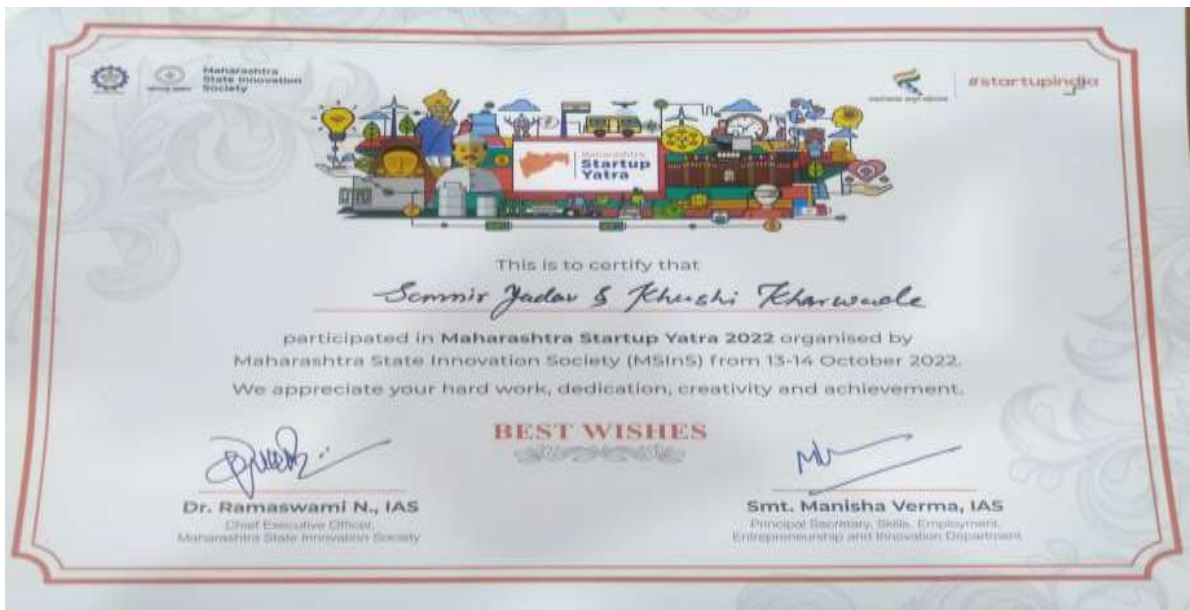 Maharashtra
State Innovation
Society
#startupindia
Maharashtra
Startup
Yatra
This is to certify that
Sammir Yadav & Khushi Kharwade
participated in Maharashtra Startup Yatra 2022 organised by
Maharashtra State Innovation Society (MSInS) from 13-14 October 2022.
We appreciate your hard work, dedication, creativity and achievement.
BEST WISHES
Dr. Ramaswami N., IAS
Chief Executive Officer,
Maharashtra State Innovation Society
Smt. Manisha Verma, IAS
Principal Secretary, Skills, Employment,
Entrepreneurship and Innovation Department